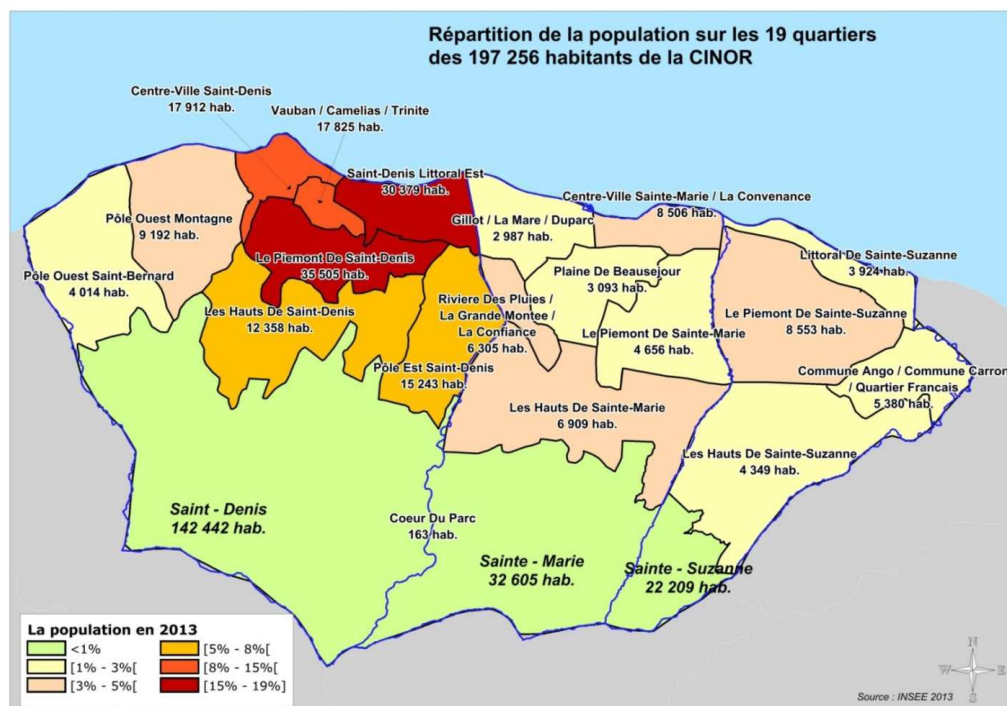 Répartition de la population sur les 19 quartiers
des 197 256 habitants de la CINOR
Centre-Ville Saint-Denis
17 912 hab.
Vauban / Camelias / Trinite
17 825 hab.
Saint-Denis Littoral Est
30 379 hab.
Centre-Ville Sainte-Marie / La Convenance
8 506 hab.
Pôle Ouest Montagne
9 192 hab.
Gillot / La Mare / Duparc
2 987 hab.
Le Piemont De Saint-Denis
35 505 hab.
Littoral De Sainte-Suzanne
3 924 hab.
Pôle Ouest Saint-Bernard
4 014 hab.
Plaine De Beausejour
3 093 hab.
Les Hauts De Saint-Denis
12 358 hab.
Riviere Des Pluies /
La Grande Montee /
La Confiance
6 305 hab.
Le Piemont De Sainte-Suzanne
8 553 hab.
Le Piemont De Sainte-Marie
4 656 hab.
Pôle Est Saint-Denis
15 243 hab.
Commune Ango / Commune Carron
/ Quartier Francais
5 380 hab.
Les Hauts De Sainte-Marie
6 909 hab.
Les Hauts De Sainte-Suzanne
4 349 hab.
Saint - Denis
142 442 hab.
Coeur Du Parc
163 hab.
Sainte - Marie
32 605 hab.
Sainte - Suzanne
22 209 hab.
La population en 2013
<1%
[1% - 3%[
[3% - 5%[
[5% - 8%[
[8% - 15%[
[15% - 19%]
N
W
E
S
Source : INSEE 2013